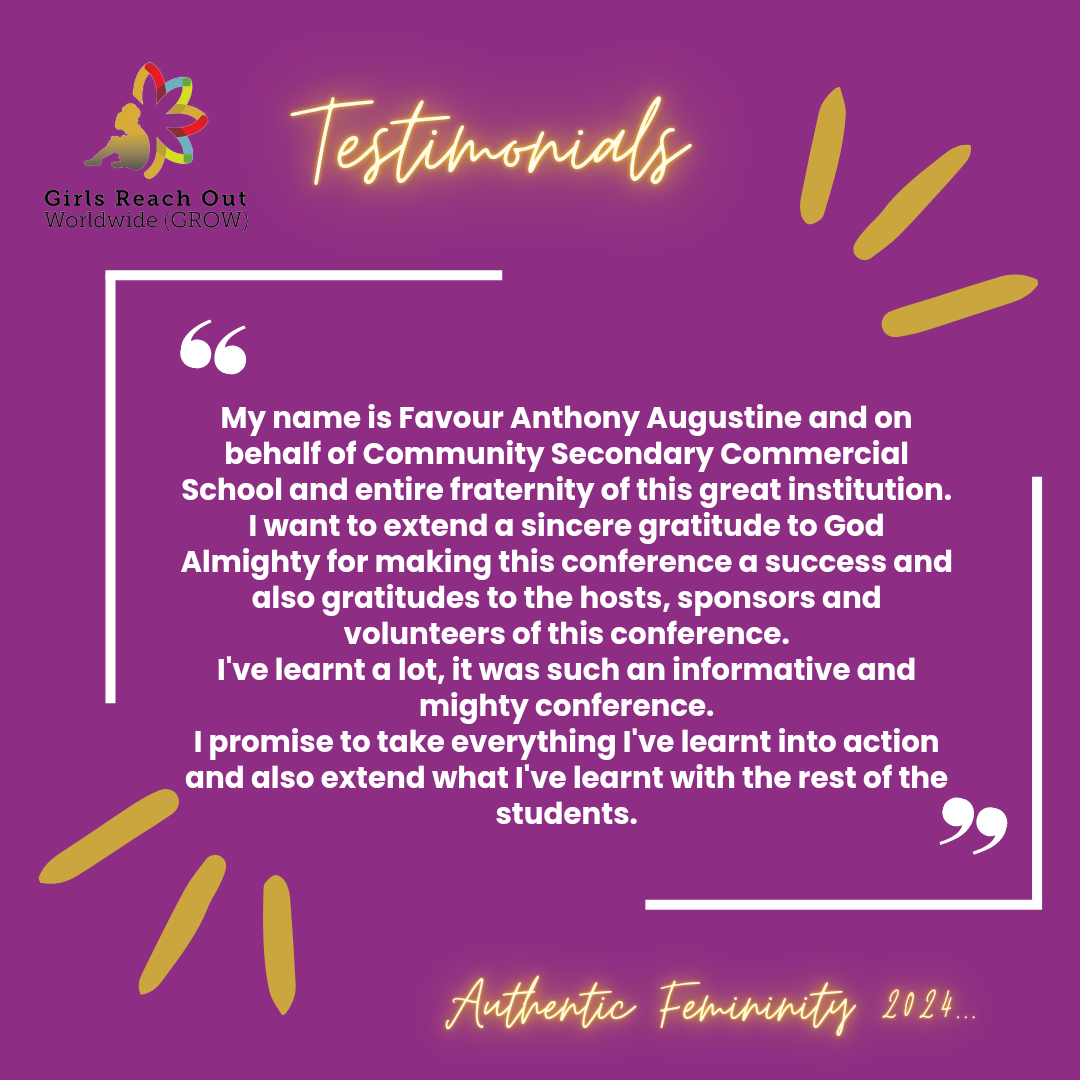 Testimonials
Girls Reach Out
Worldwide (GROW)
“
My name is Favour Anthony Augustine and on
behalf of Community Secondary Commercial
School and entire fraternity of this great institution.
I want to extend a sincere gratitude to God
Almighty for making this conference a success and
also gratitudes to the hosts, sponsors and
volunteers of this conference.
I've learnt a lot, it was such an informative and
mighty conference.
I promise to take everything I've learnt into action
and also extend what I've learnt with the rest of the
students.
”
Authentic Femininity 2024...